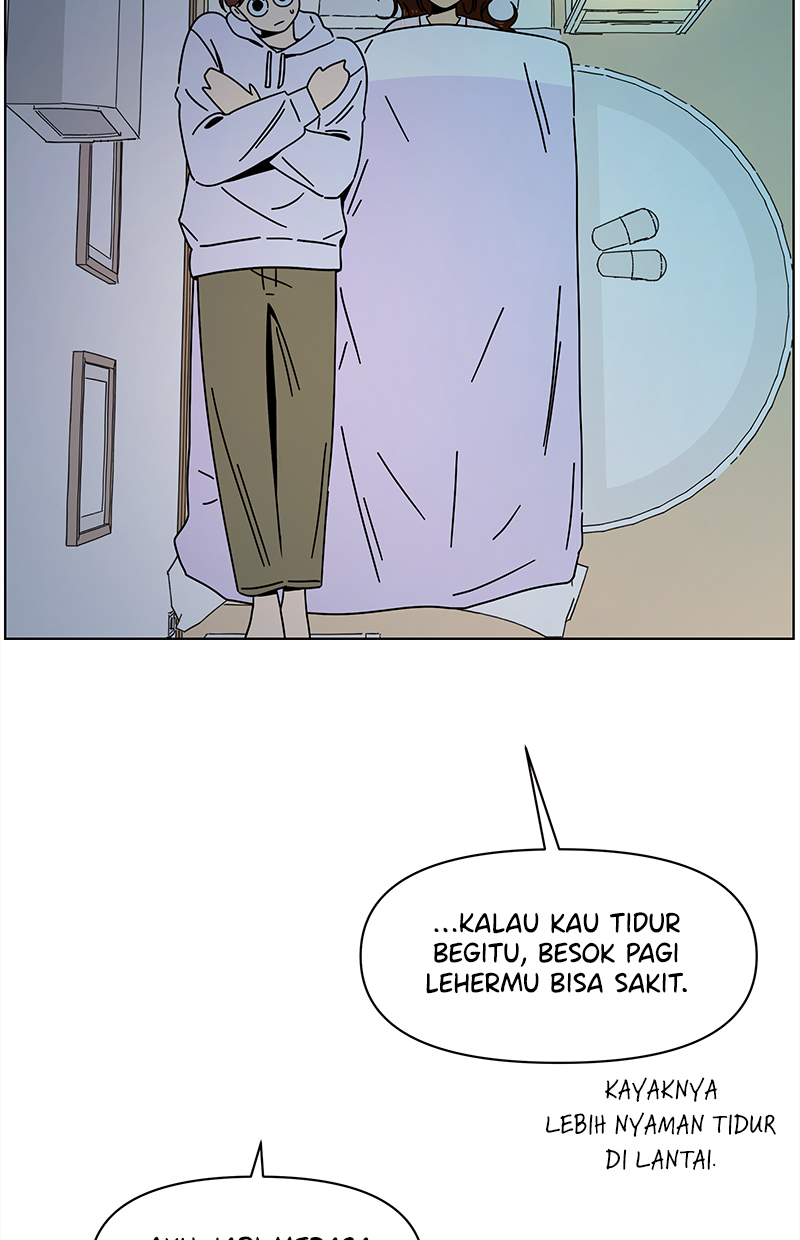 ...KALAU KAU TIDUR
BEGITU, BESOK PAGI
LEHERMU BISA SAKIT.
KAYAKNYA
LEBIH NYAMAN TIDUR
DI LANTAI.